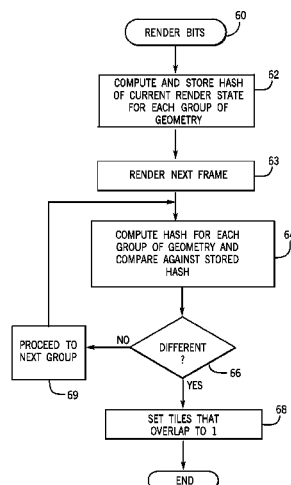 60
RENDER BITS
62
COMPUTE AND STORE HASH
OF CURRENT RENDER STATE
FOR EACH GROUP OF
GEOMETRY
63
RENDER NEXT FRAME
64
COMPUTE HASH FOR EACH
GROUP OF GEOMETRY AND
COMPARE AGAINST STORED
HASH
PROCEED TO
NEXT GROUP
NO
DIFFERENT
?
66
69
YES
68
SET TILES THAT
OVERLAP TO 1
END